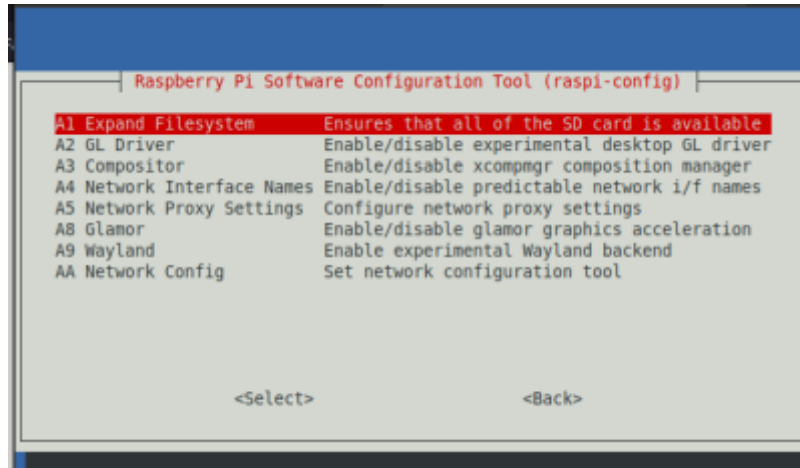 Raspberry Pi Software Configuration Tool (raspi-config)
A1 Expand Filesystem Ensures that all of the SD card is available
A2 GL Driver Enable/disable experimental desktop GL driver
A3 Compositor Enable/disable xcompmgr composition manager
A4 Network Interface Names Enable/disable predictable network i/f names
A5 Network Proxy Settings Configure network proxy settings
A8 Glamor Enable/disable glamor graphics acceleration
A9 Wayland Enable experimental Wayland backend
AA Network Config Set network configuration tool
<Select> <Back>